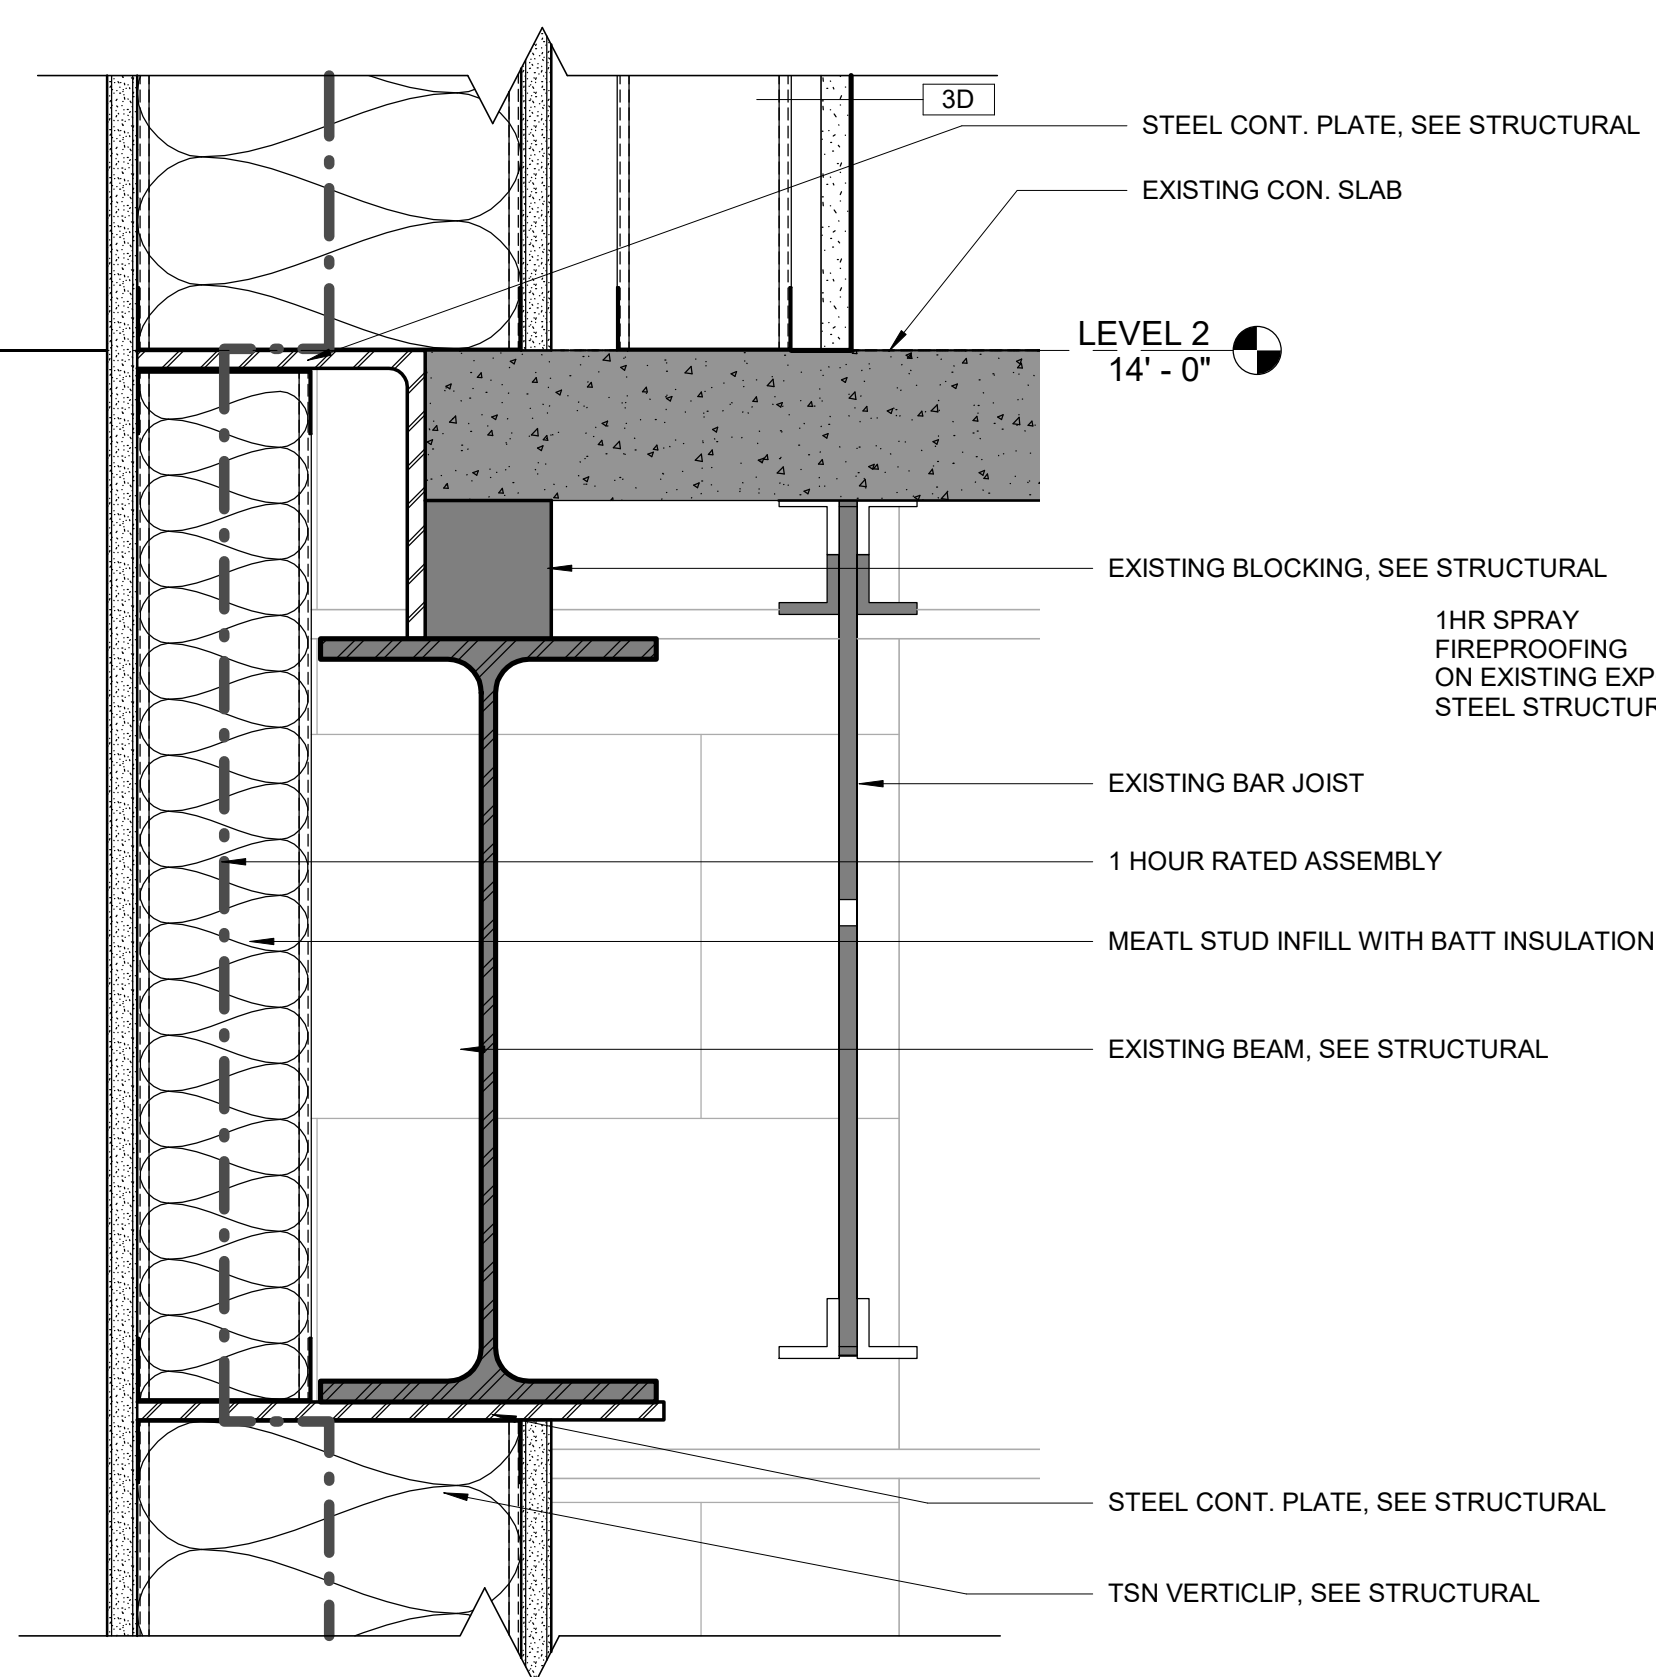 3D
STEEL CONT. PLATE, SEE STRUCTURAL
EXISTING CON. SLAB
LEVEL 2
14' - 0"
EXISTING BLOCKING, SEE STRUCTURAL
1HR SPRAY
FIREPROOFING
ON EXISTING EXP
STEEL STRUCTUR
EXISTING BAR JOIST
1 HOUR RATED ASSEMBLY
MEATL STUD INFILL WITH BATT INSULATION
EXISTING BEAM, SEE STRUCTURAL
STEEL CONT. PLATE, SEE STRUCTURAL
TSN VERTICLIP, SEE STRUCTURAL